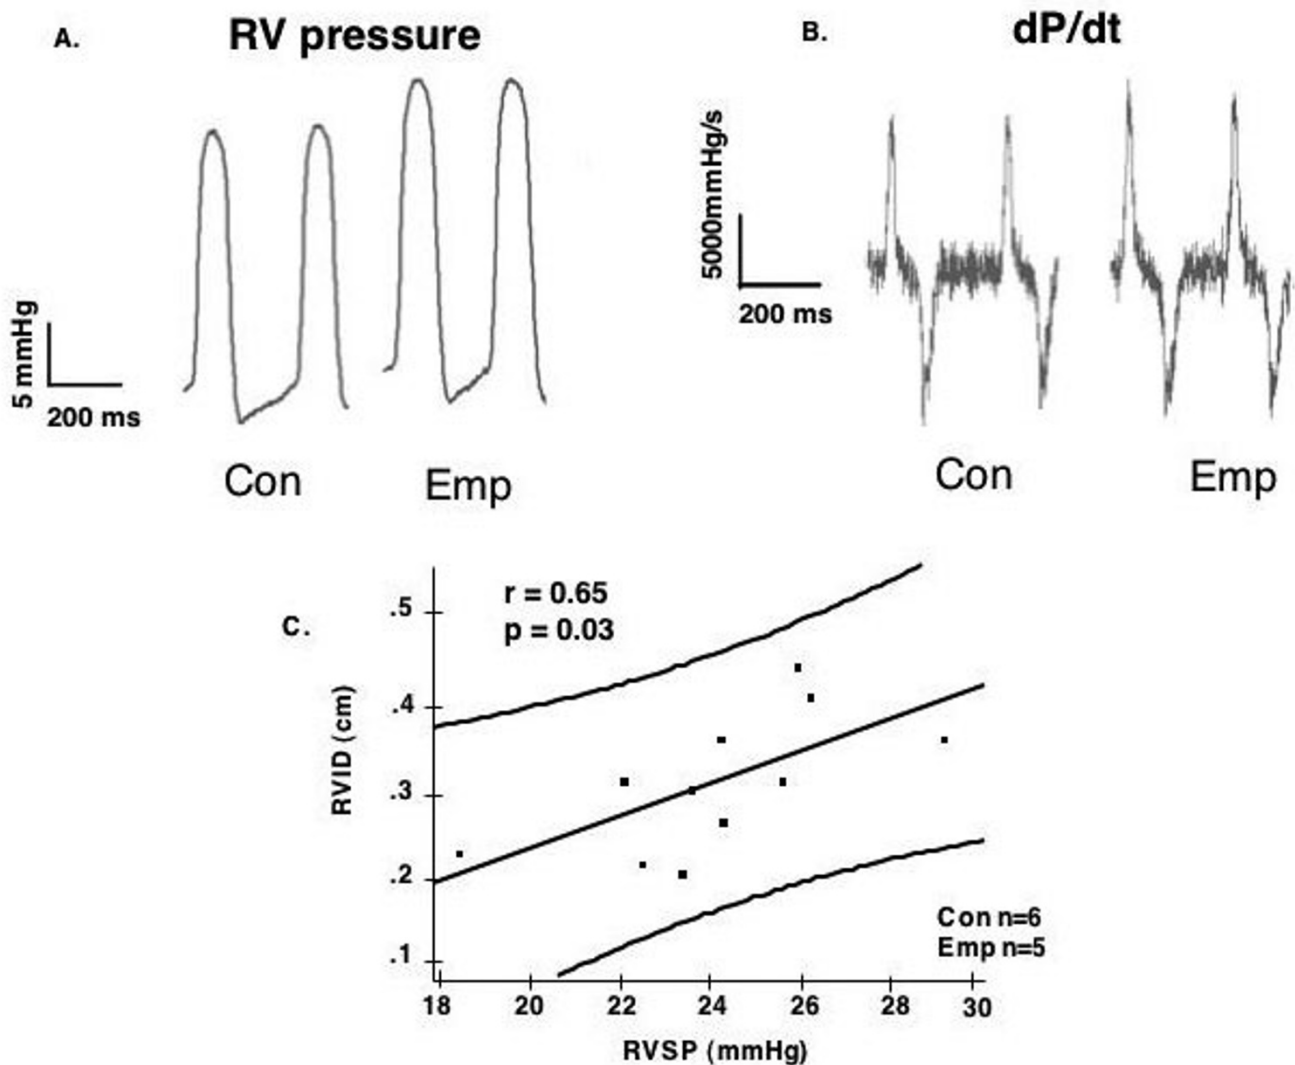 A.
RV pressure
5 mmHg
200 ms
Con
Emp
B.
dP/dt
5000mmHg/s
200 ms
Con
Emp
C.
r = 0.65
p = 0.03
RVID (cm)
.5
.4
.3
.2
.1
Con n=6
Emp n=5
18 20 22 24 26 28 30
RVSP (mmHg)